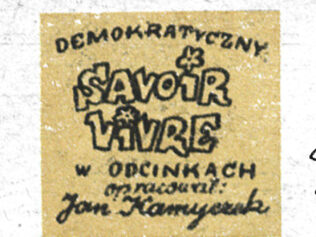 DEMOKRATYCZNY
SAVOIR
VIVRE
W ODCINKACH
opracował:
Jan Kamyczek